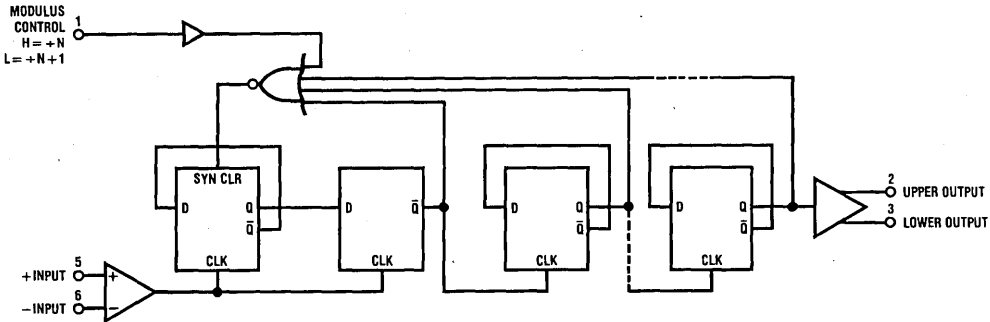 MODULUS
CONTROL
H = ÷N
L = ÷N + 1
1
SYN CLR
D
Q
Q̅
CLK
D
Q̅
CLK
D
Q
Q̅
CLK
D
Q
Q̅
CLK
2
UPPER OUTPUT
3
LOWER OUTPUT
+INPUT
5
+
−INPUT
6
−